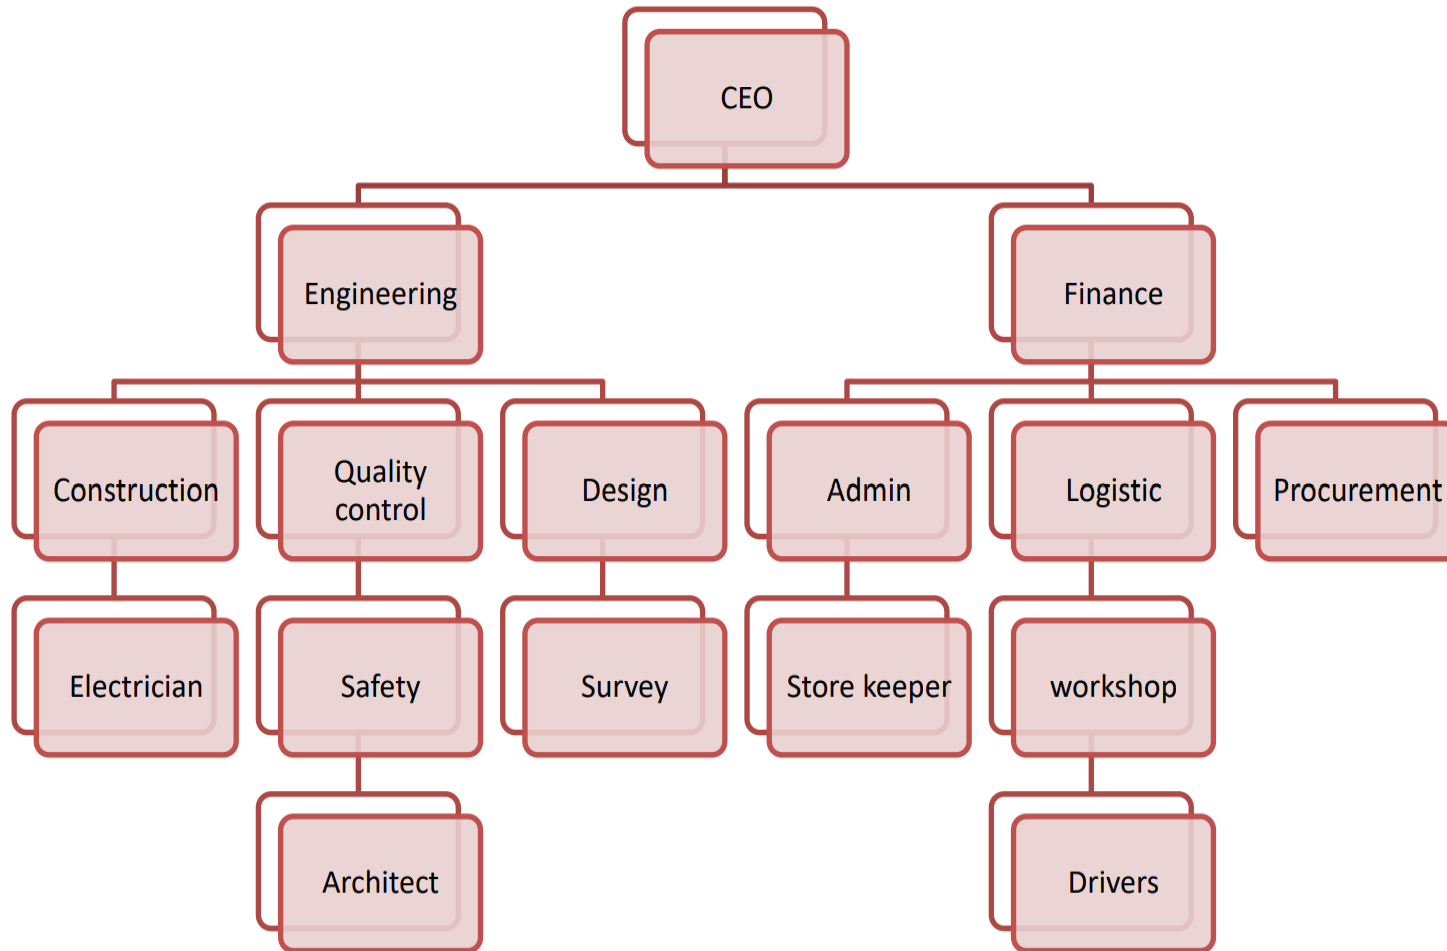 CEO
Engineering
Finance
Construction
Quality
control
Design
Admin
Logistic
Procurement
Electrician
Safety
Survey
Store keeper
workshop
Architect
Drivers